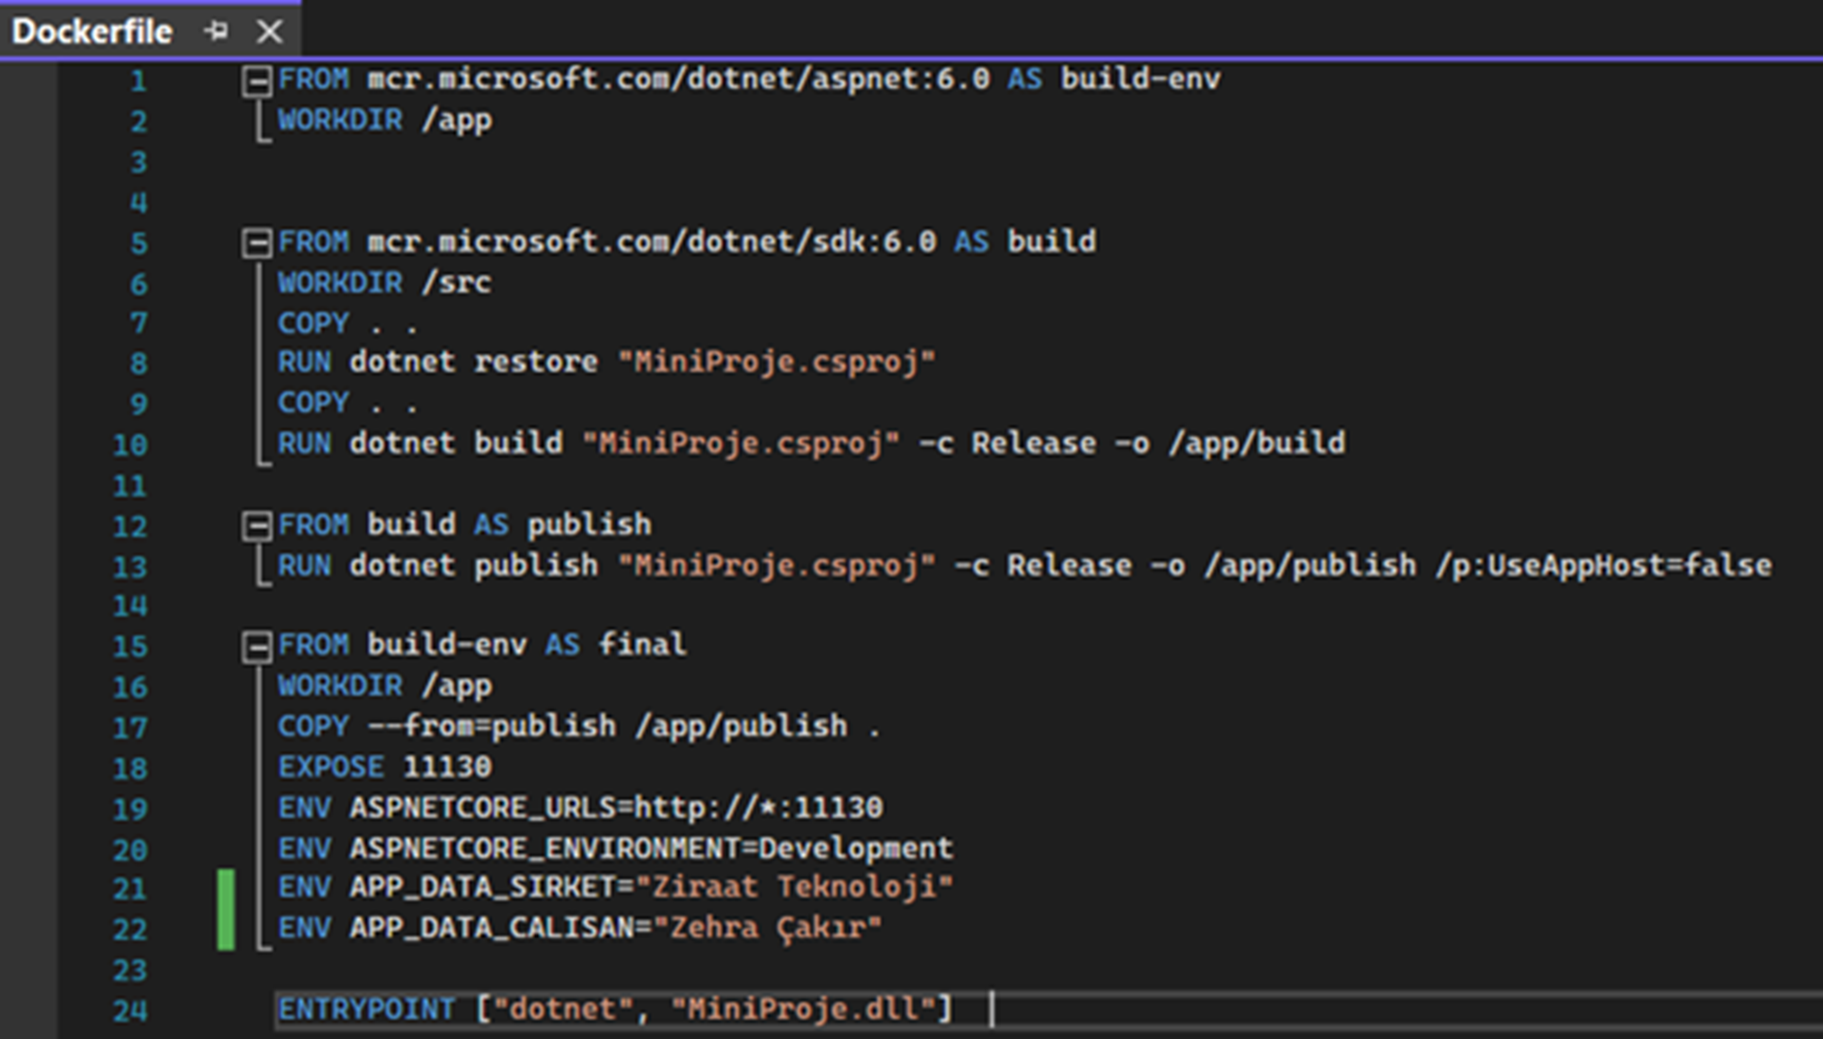 Dockerfile
1 FROM mcr.microsoft.com/dotnet/aspnet:6.0 AS build-env
2 WORKDIR /app
3
4
5 FROM mcr.microsoft.com/dotnet/sdk:6.0 AS build
6 WORKDIR /src
7 COPY . .
8 RUN dotnet restore "MiniProje.csproj"
9 COPY . .
10 RUN dotnet build "MiniProje.csproj" -c Release -o /app/build
11
12 FROM build AS publish
13 RUN dotnet publish "MiniProje.csproj" -c Release -o /app/publish /p:UseAppHost=false
14
15 FROM build-env AS final
16 WORKDIR /app
17 COPY --from=publish /app/publish .
18 EXPOSE 11130
19 ENV ASPNETCORE_URLS=http://*:11130
20 ENV ASPNETCORE_ENVIRONMENT=Development
21 ENV APP_DATA_SIRKET="Ziraat Teknoloji"
22 ENV APP_DATA_CALISAN="Zehra Çakır"
23
24 ENTRYPOINT ["dotnet", "MiniProje.dll"]